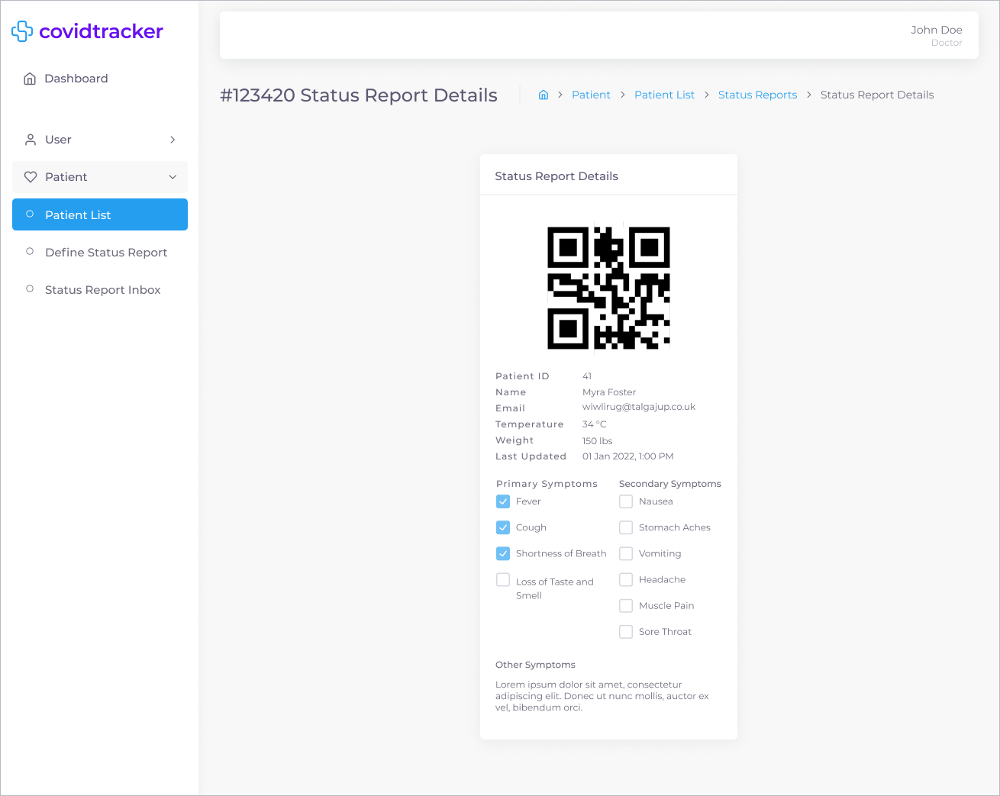 covidtracker
Dashboard
User
Patient
Patient List
Define Status Report
Status Report Inbox
John Doe
Doctor
#123420 Status Report Details
Patient
Patient List
Status Reports
Status Report Details
Status Report Details
Patient ID 41
Name Myra Foster
Email wiwlirug@talgajup.co.uk
Temperature 34 °C
Weight 150 lbs
Last Updated 01 Jan 2022, 1:00 PM
Primary Symptoms
Fever
Cough
Shortness of Breath
Loss of Taste and
Smell
Secondary Symptoms
Nausea
Stomach Aches
Vomiting
Headache
Muscle Pain
Sore Throat
Other Symptoms
Lorem ipsum dolor sit amet, consectetur
adipiscing elit. Donec ut nunc mollis, auctor ex
vel, bibendum orci.